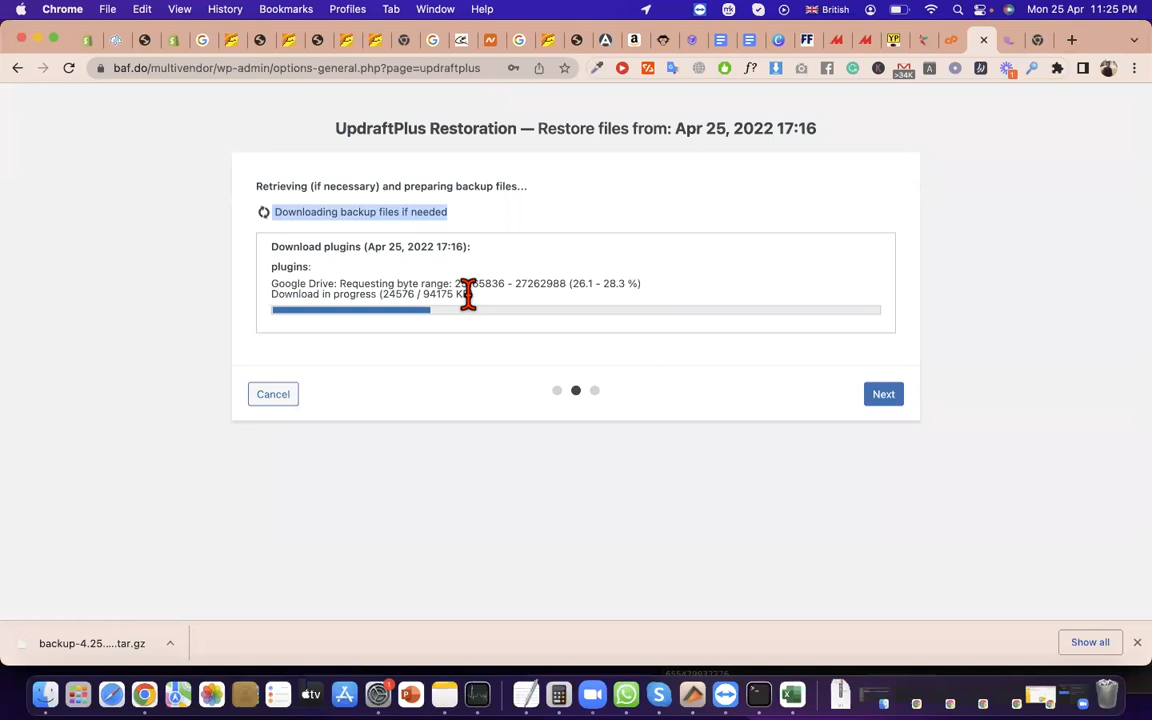 Chrome File Edit View History Bookmarks Profiles Tab Window Help British Mon 25 Apr 11:25 PM
baf.do/multivendor/wp-admin/options-general.php?page=updraftplus
>34K
UpdraftPlus Restoration — Restore files from: Apr 25, 2022 17:16
Retrieving (if necessary) and preparing backup files...
Downloading backup files if needed
Download plugins (Apr 25, 2022 17:16):
plugins:
Google Drive: Requesting byte range: - 27262988 (26.1 - 28.3 %)
Download in progress (24576 / 94175
Cancel Next
backup-4.25....tar.gz Show all